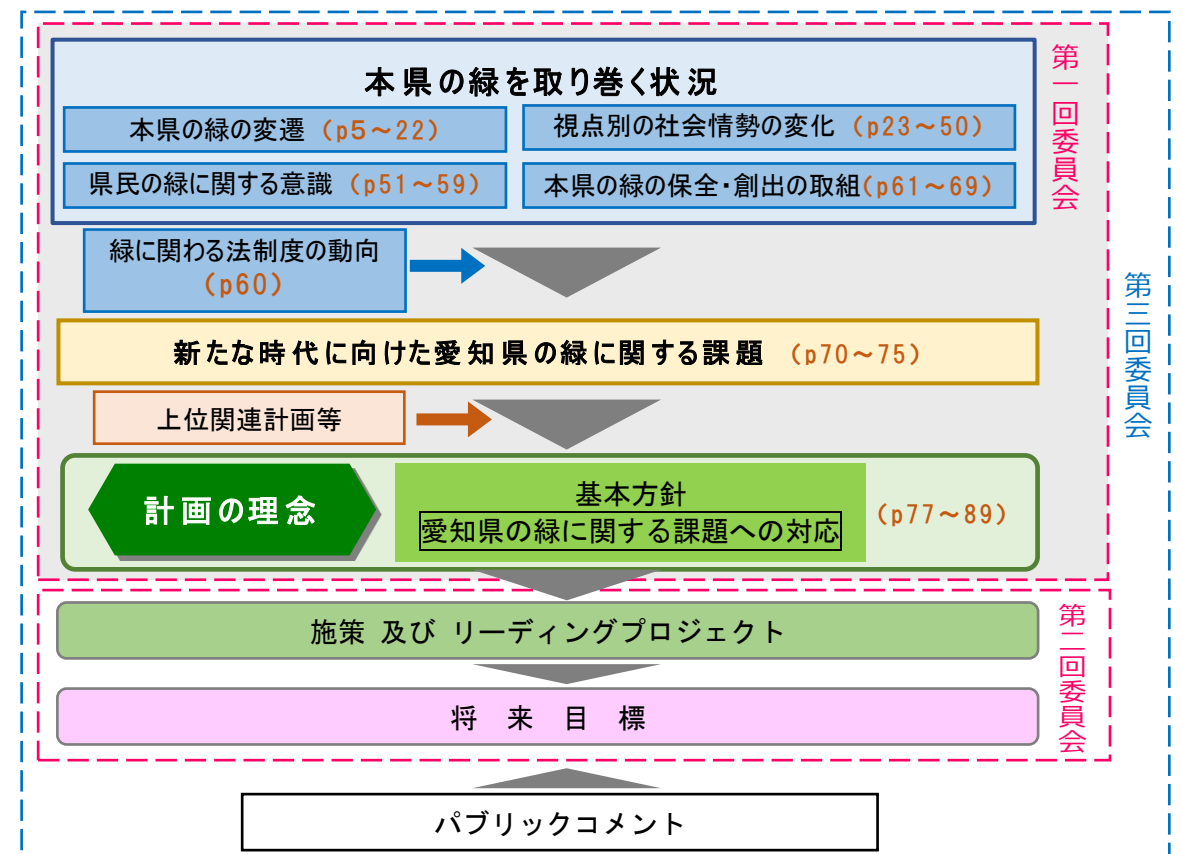 本県の緑を取り巻く状況
本県の緑の変遷（p5～22）
視点別の社会情勢の変化（p23～50）
県民の緑に関する意識（p51～59）
本県の緑の保全・創出の取組(p61～69)
緑に関わる法制度の動向
（p60）
新たな時代に向けた愛知県の緑に関する課題（p70～75）
上位関連計画等
計画の理念
基本方針
愛知県の緑に関する課題への対応
（p77～89）
第一回委員会
施策 及び リーディングプロジェクト
将 来 目 標
第二回委員会
パブリックコメント
第三回委員会